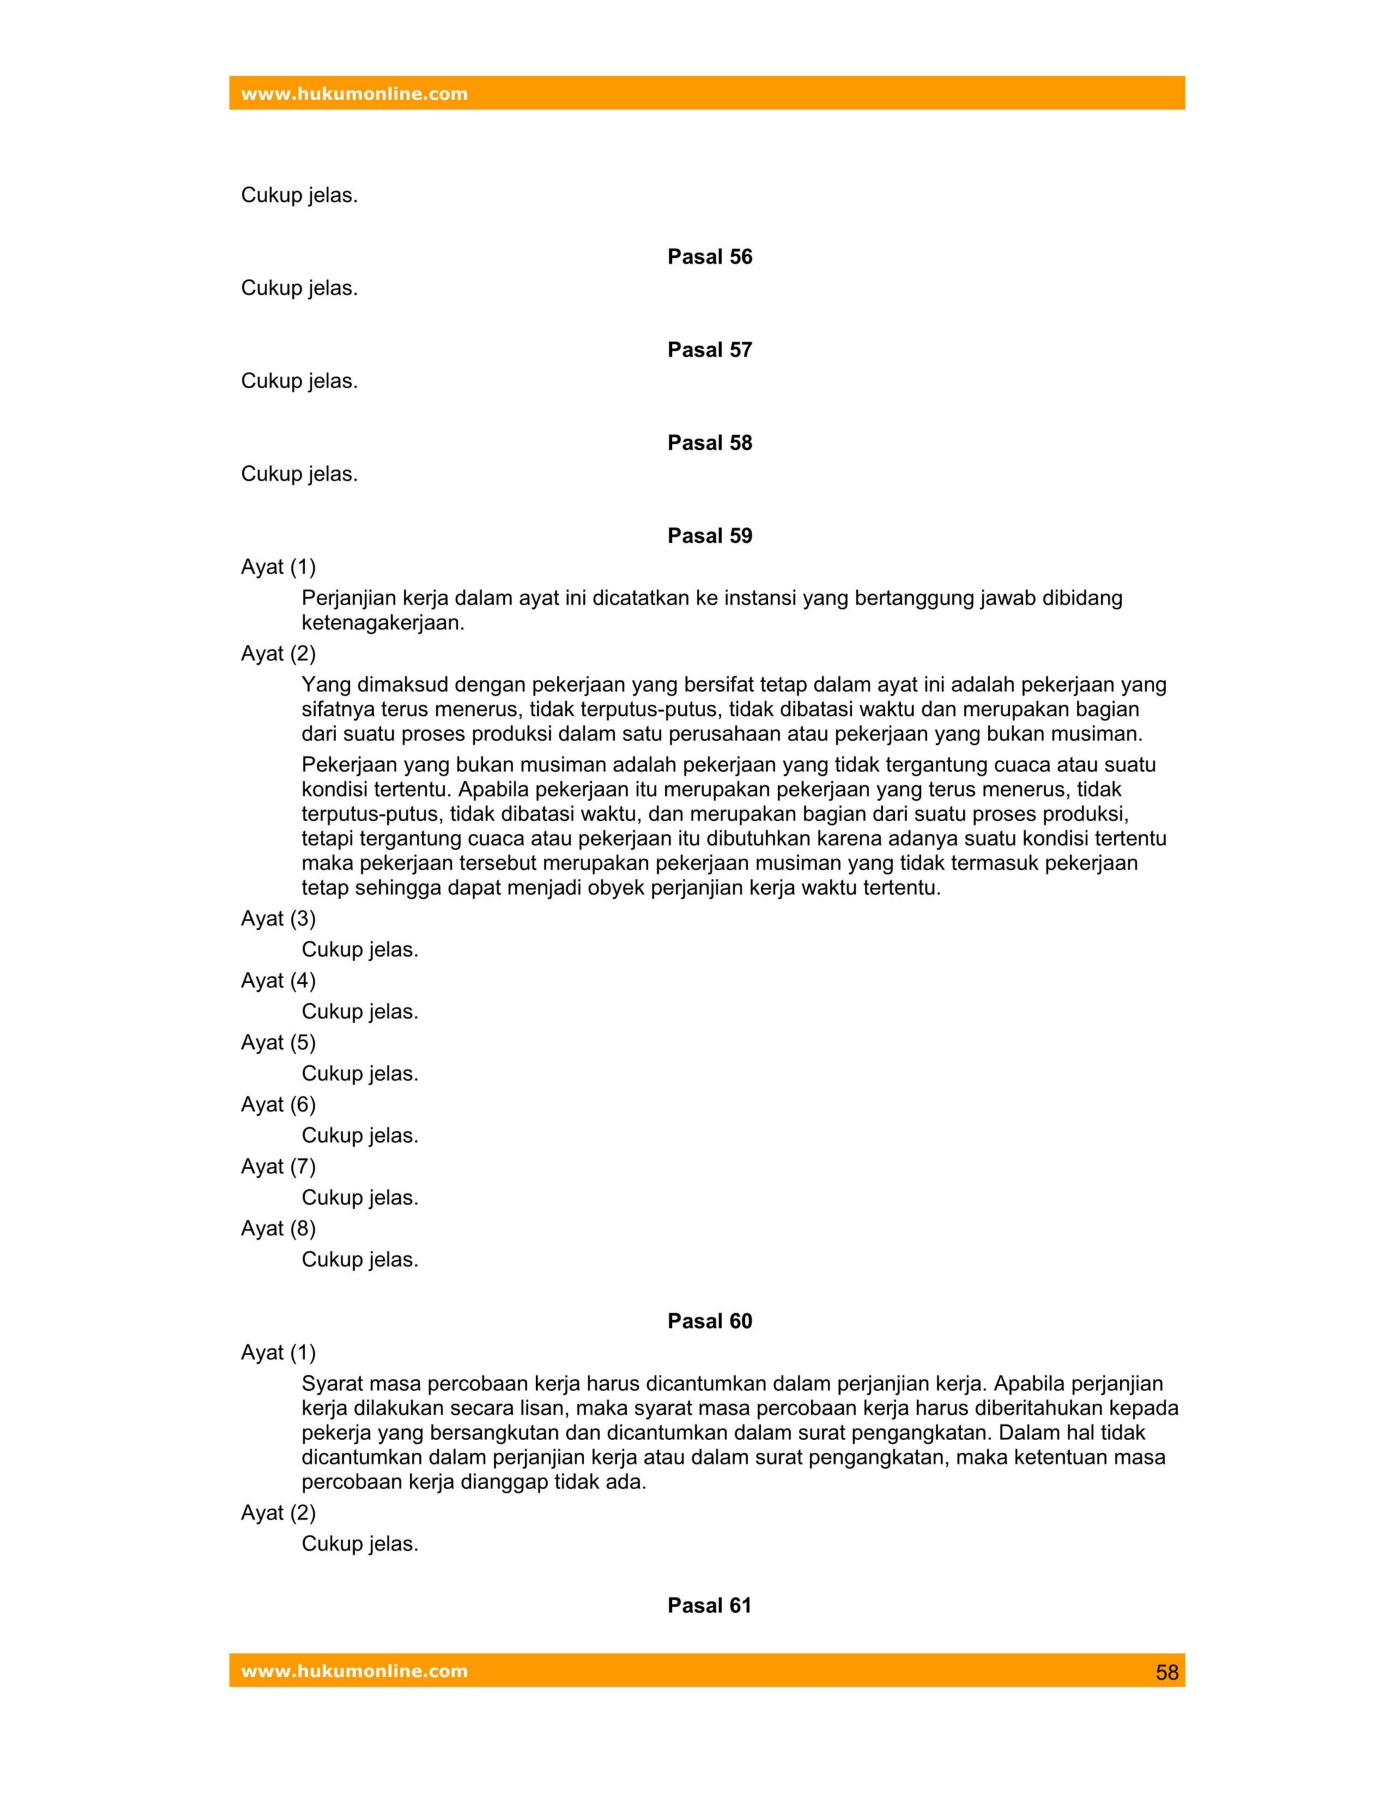 www.hukumonline.com
Cukup jelas.
Pasal 56
Cukup jelas.
Pasal 57
Cukup jelas.
Pasal 58
Cukup jelas.
Pasal 59
Ayat (1)
Perjanjian kerja dalam ayat ini dicatatkan ke instansi yang bertanggung jawab dibidang
ketenagakerjaan.
Ayat (2)
Yang dimaksud dengan pekerjaan yang bersifat tetap dalam ayat ini adalah pekerjaan yang
sifatnya terus menerus, tidak terputus-putus, tidak dibatasi waktu dan merupakan bagian
dari suatu proses produksi dalam satu perusahaan atau pekerjaan yang bukan musiman.
Pekerjaan yang bukan musiman adalah pekerjaan yang tidak tergantung cuaca atau suatu
kondisi tertentu. Apabila pekerjaan itu merupakan pekerjaan yang terus menerus, tidak
terputus-putus, tidak dibatasi waktu, dan merupakan bagian dari suatu proses produksi,
tetapi tergantung cuaca atau pekerjaan itu dibutuhkan karena adanya suatu kondisi tertentu
maka pekerjaan tersebut merupakan pekerjaan musiman yang tidak termasuk pekerjaan
tetap sehingga dapat menjadi obyek perjanjian kerja waktu tertentu.
Ayat (3)
Cukup jelas.
Ayat (4)
Cukup jelas.
Ayat (5)
Cukup jelas.
Ayat (6)
Cukup jelas.
Ayat (7)
Cukup jelas.
Ayat (8)
Cukup jelas.
Pasal 60
Ayat (1)
Syarat masa percobaan kerja harus dicantumkan dalam perjanjian kerja. Apabila perjanjian
kerja dilakukan secara lisan, maka syarat masa percobaan kerja harus diberitahukan kepada
pekerja yang bersangkutan dan dicantumkan dalam surat pengangkatan. Dalam hal tidak
dicantumkan dalam perjanjian kerja atau dalam surat pengangkatan, maka ketentuan masa
percobaan kerja dianggap tidak ada.
Ayat (2)
Cukup jelas.
Pasal 61
www.hukumonline.com 58